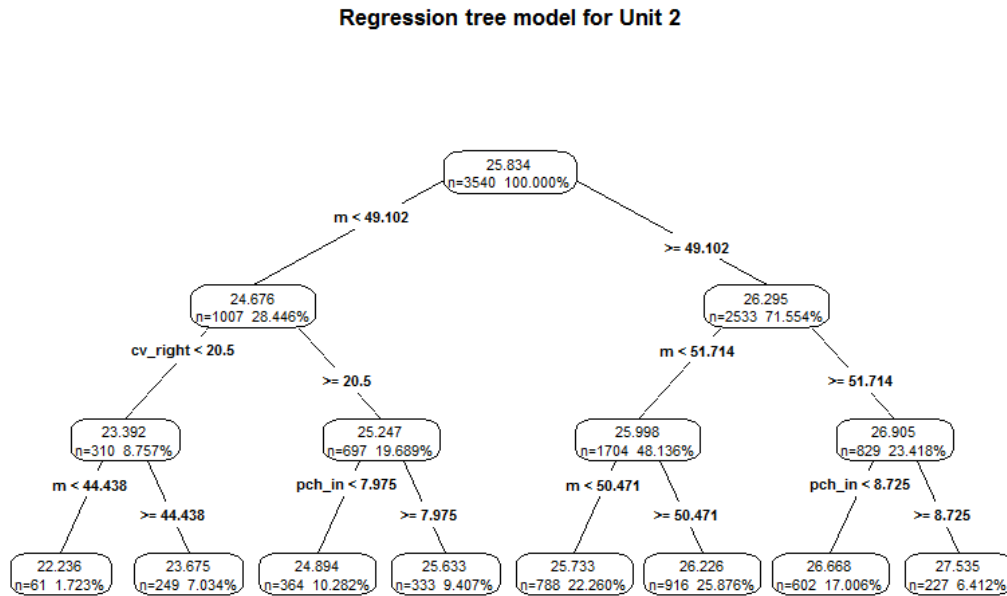 Regression tree model for Unit 2
25.834
n=3540 100.000%
m < 49.102
>= 49.102
24.676
n=1007 28.446%
26.295
n=2533 71.554%
cv_right < 20.5
>= 20.5
m < 51.714
>= 51.714
23.392
n=310 8.757%
25.247
n=697 19.689%
25.998
n=1704 48.136%
26.905
n=829 23.418%
m < 44.438
>= 44.438
pch_in < 7.975
>= 7.975
m < 50.471
>= 50.471
pch_in < 8.725
>= 8.725
22.236
n=61 1.723%
23.675
n=249 7.034%
24.894
n=364 10.282%
25.633
n=333 9.407%
25.733
n=788 22.260%
26.226
n=916 25.876%
26.668
n=602 17.006%
27.535
n=227 6.412%